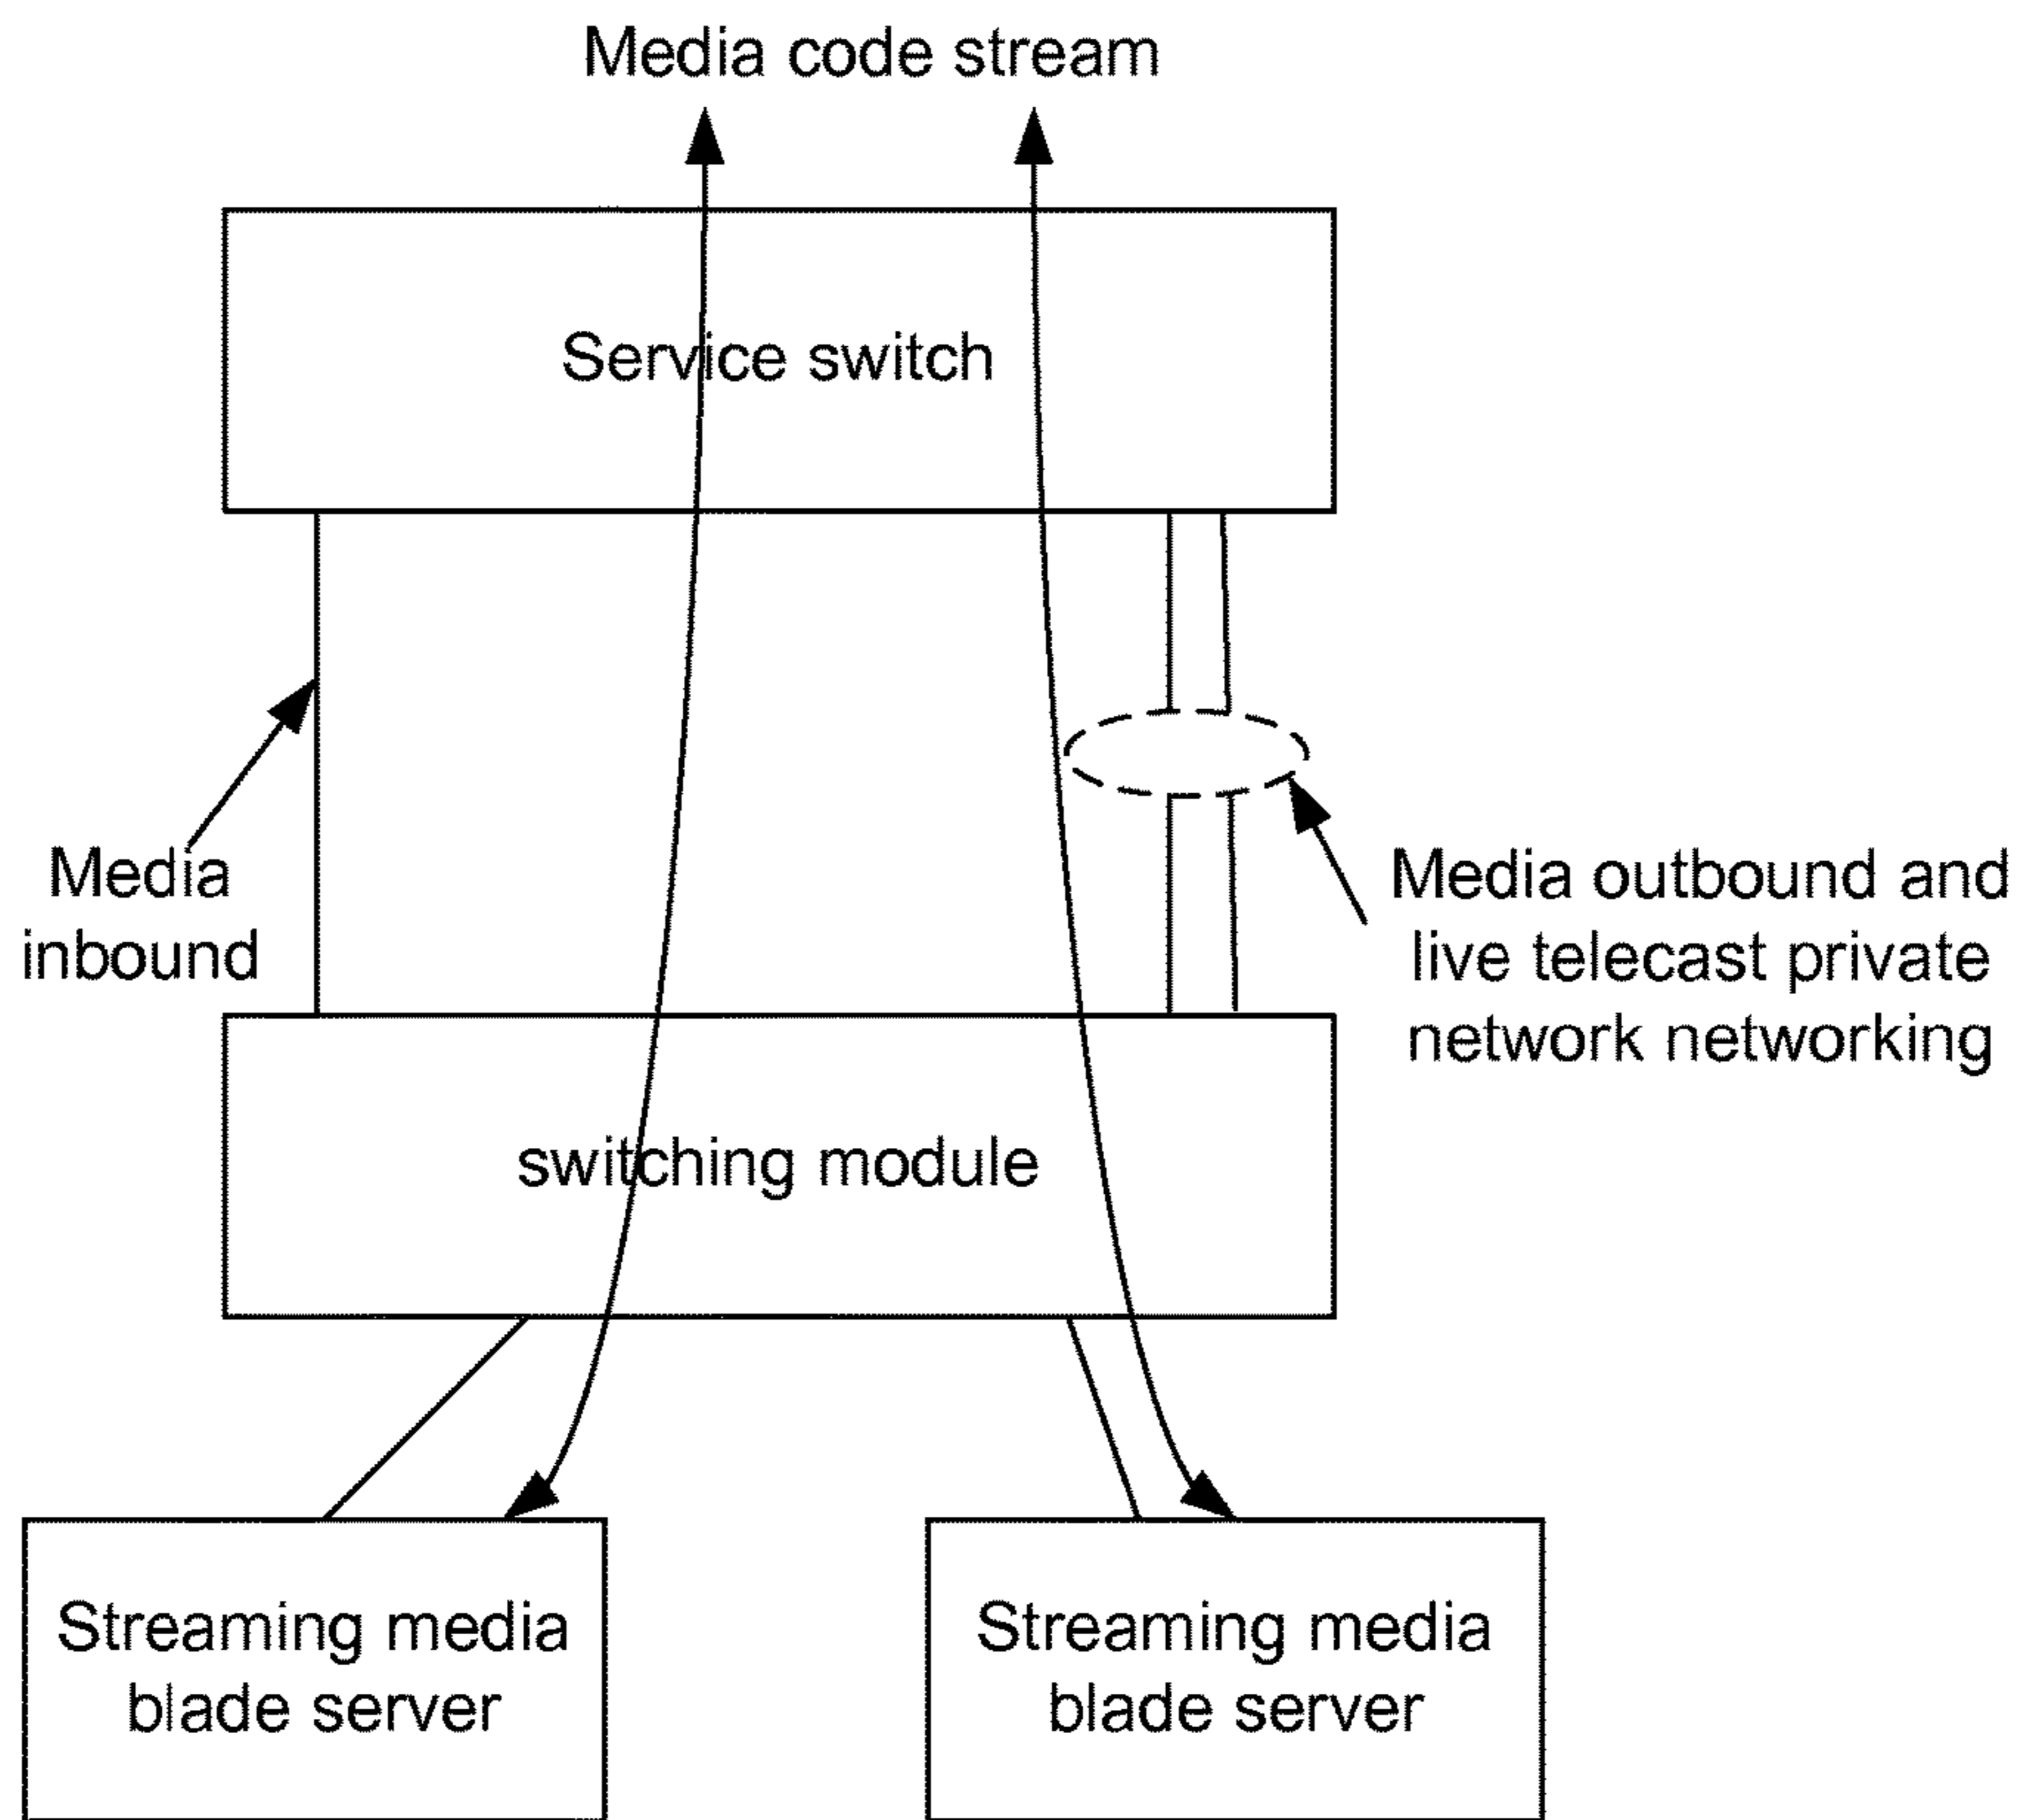 Media code stream
Service switch
Media
inbound
Media outbound and
live telecast private
network networking
switching module
Streaming media
blade server
Streaming media
blade server